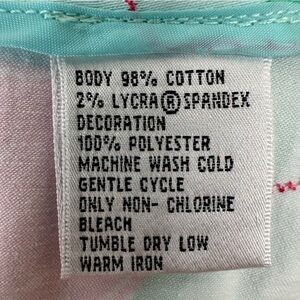 BODY 98% COTTON
2% LYCRA®SPANDEX
DECORATION
100% POLYESTER
MACHINE WASH COLD
GENTLE CYCLE
ONLY NON- CHLORINE
BLEACH
TUMBLE DRY LOW
WARM IRON